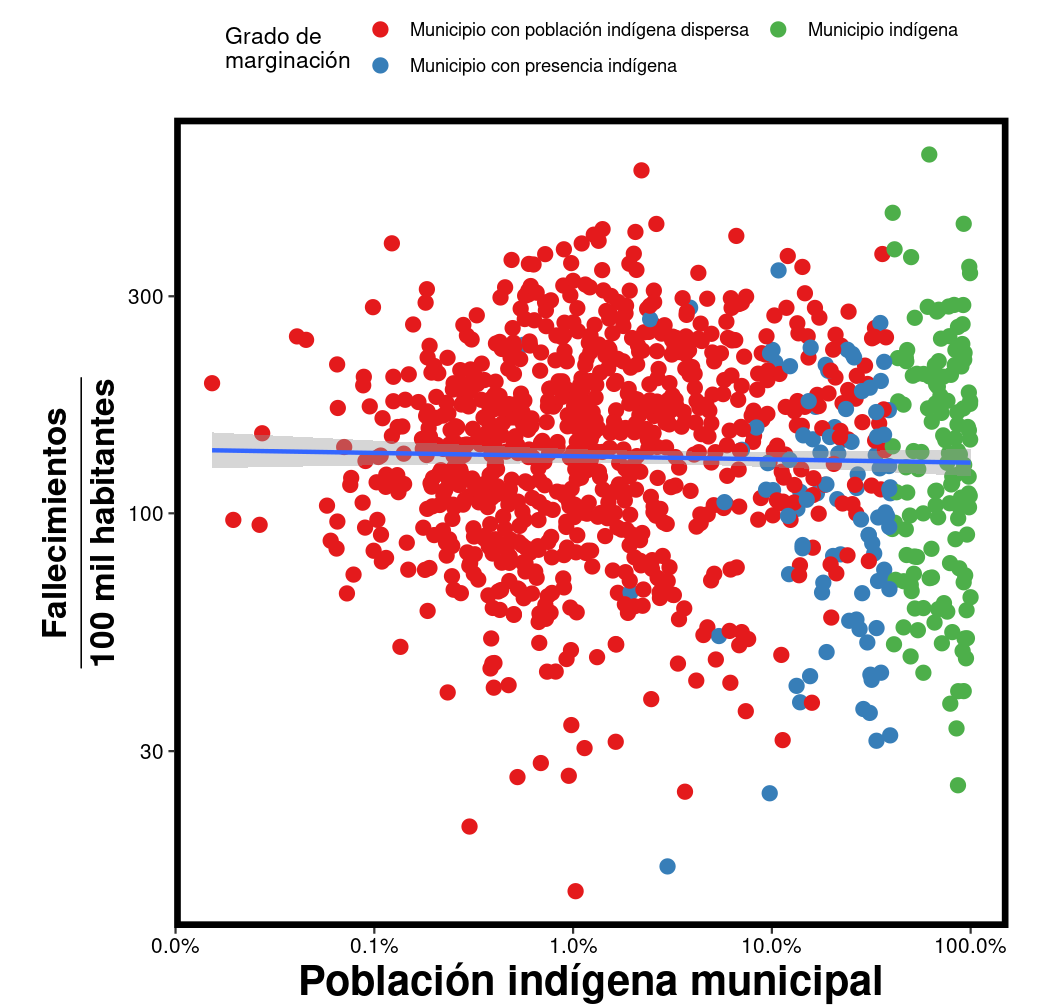 Grado de
marginación
Municipio con población indígena dispersa
Municipio indígena
Municipio con presencia indígena
Fallecimientos
100 mil habitantes
300
100
30
0.0%
0.1%
1.0%
10.0%
100.0%
Población indígena municipal